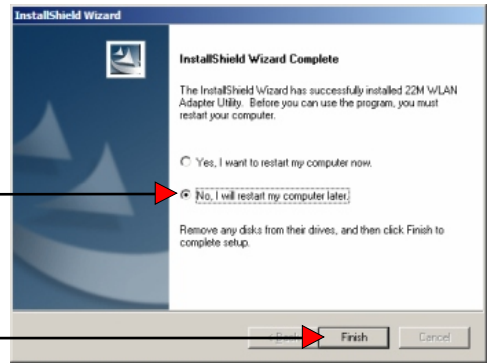 InstallShield Wizard
InstallShield Wizard Complete
The InstallShield Wizard has successfully installed 22M WLAN
Adapter Utility. Before you can use the program, you must
restart your computer.
Yes, I want to restart my computer now.
No, I will restart my computer later.
Remove any disks from their drives, and then click Finish to
complete setup.
Finish
Cancel